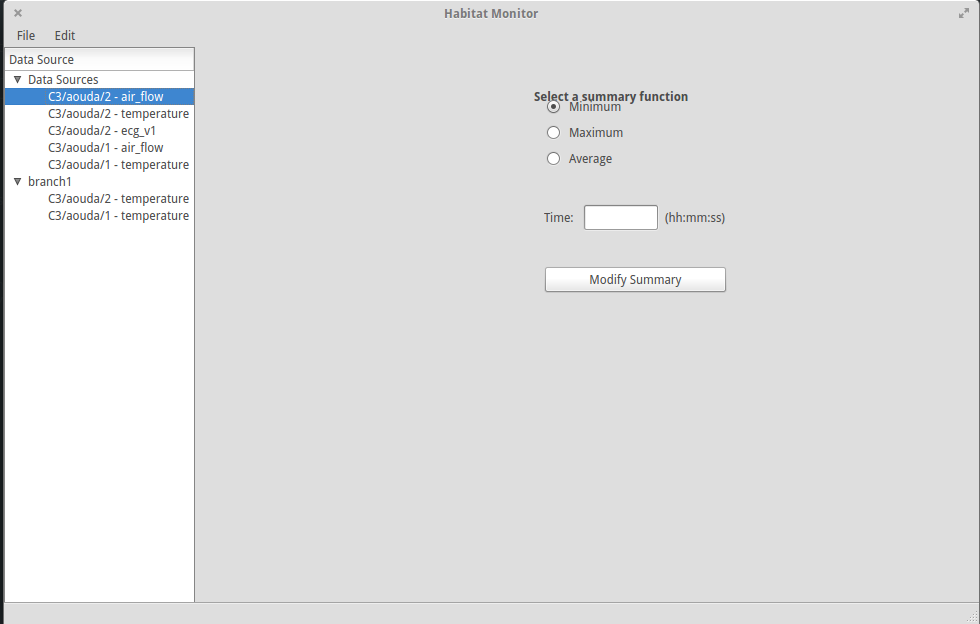 Habitat Monitor
File Edit
Data Source
Data Sources
C3/aouda/2 - air_flow
C3/aouda/2 - temperature
C3/aouda/2 - ecg_v1
C3/aouda/1 - air_flow
C3/aouda/1 - temperature
branch1
C3/aouda/2 - temperature
C3/aouda/1 - temperature
Select a summary function
Minimum
Maximum
Average
Time: (hh:mm:ss)
Modify Summary